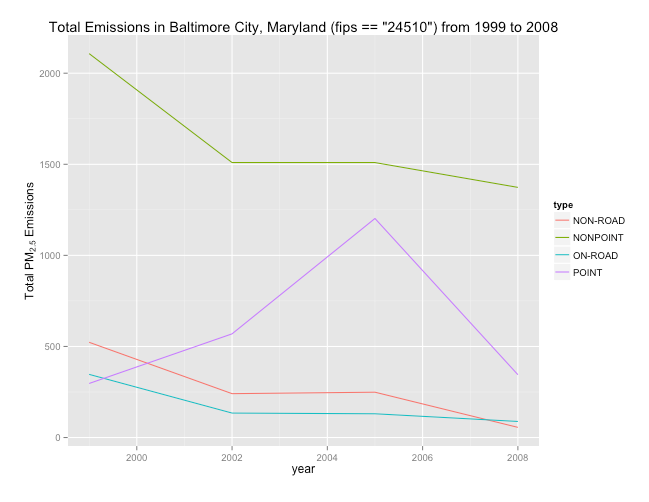 Total Emissions in Baltimore City, Maryland (fips == "24510") from 1999 to 2008
2000
1500
1000
500
0
Total PM2.5 Emissions
2000
2002
2004
2006
2008
year
type
NON-ROAD
NONPOINT
ON-ROAD
POINT